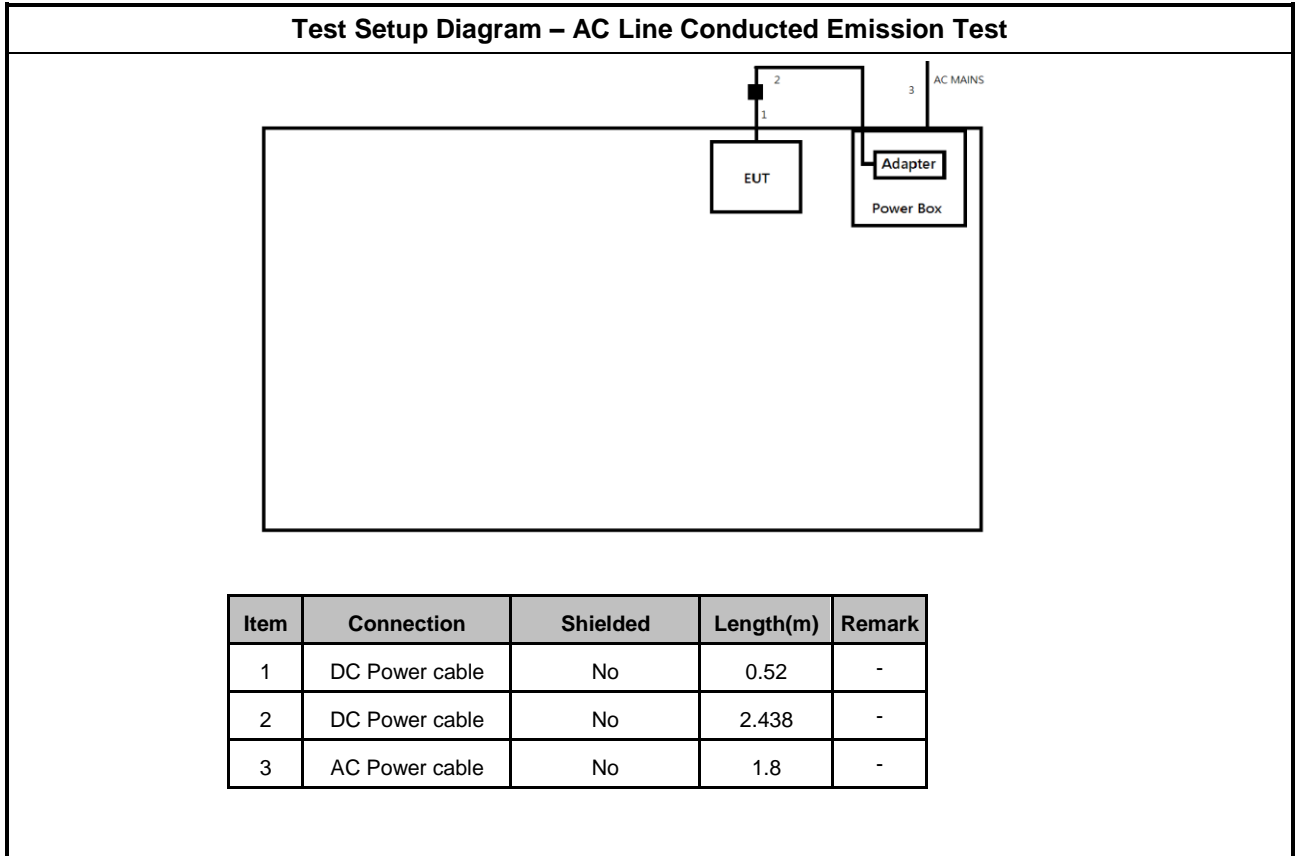 Test Setup Diagram – AC Line Conducted Emission Test
2
3
AC MAINS
1
EUT
Adapter
Power Box
Item Connection Shielded Length(m) Remark
1 DC Power cable No 0.52 -
2 DC Power cable No 2.438 -
3 AC Power cable No 1.8 -